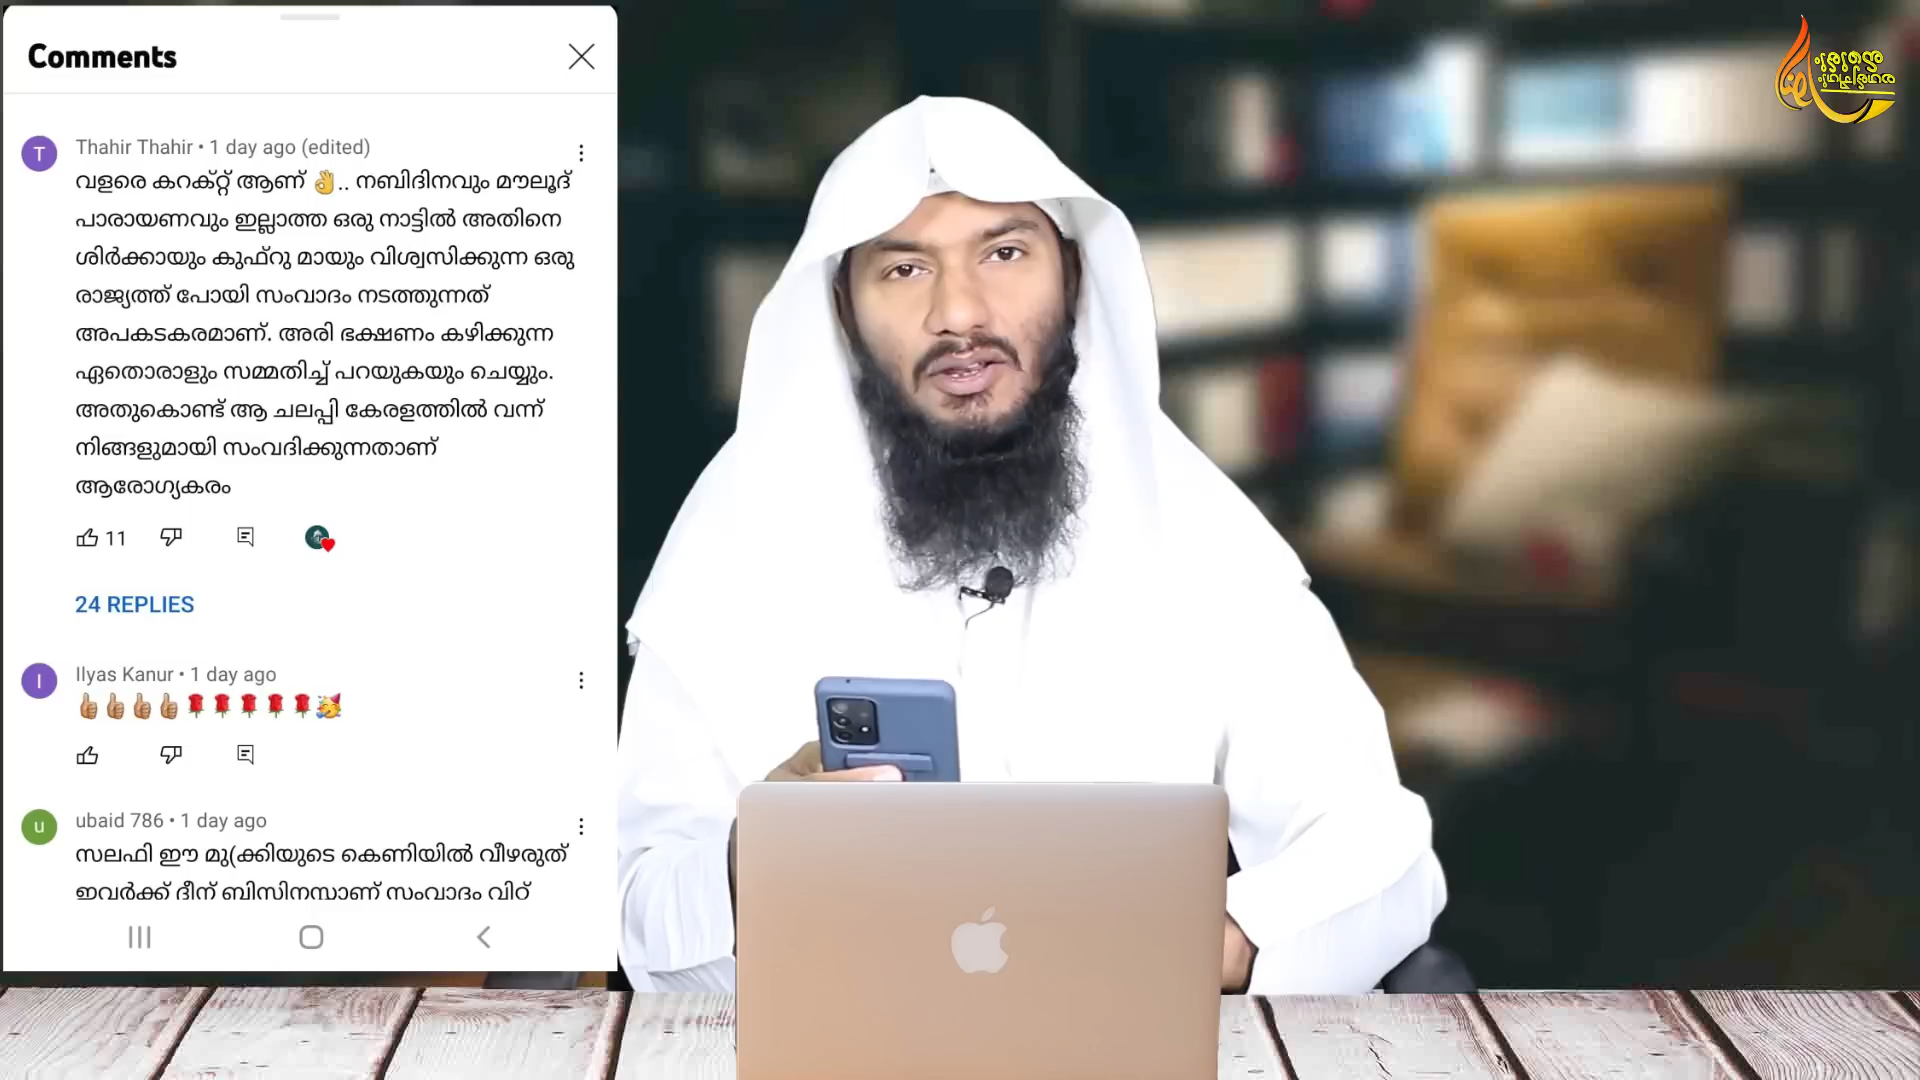 Comments
Thahir Thahir • 1 day ago (edited)
വളരെ കറക്റ്റ് ആണ് 👌.. നബിദിനവും മൗലൂദ്
പാരായണവും ഇല്ലാത്ത ഒരു നാട്ടിൽ അതിനെ
ശിർക്കായും കുഫ്റു മായും വിശ്വസിക്കുന്ന ഒരു
രാജ്യത്ത് പോയി സംവാദം നടത്തുന്നത്
അപകടകരമാണ്. അരി ഭക്ഷണം കഴിക്കുന്ന
ഏതൊരാളും സമ്മതിച്ച് പറയുകയും ചെയ്യും.
അതുകൊണ്ട് ആ ചലപ്പി കേരളത്തിൽ വന്ന്
നിങ്ങളുമായി സംവദിക്കുന്നതാണ്
ആരോഗ്യകരം
11
24 REPLIES
Ilyas Kanur • 1 day ago
👍🏽👍🏽👍🏽👍🏽🌹🌹🌹🌹🌹🥳
ubaid 786 • 1 day ago
സലഫി ഈ മു(ക്കിയുടെ കെണിയിൽ വീഴരുത്
ഇവർക്ക് ദീന് ബിസിനസാണ് സംവാദം വിറ്റ്